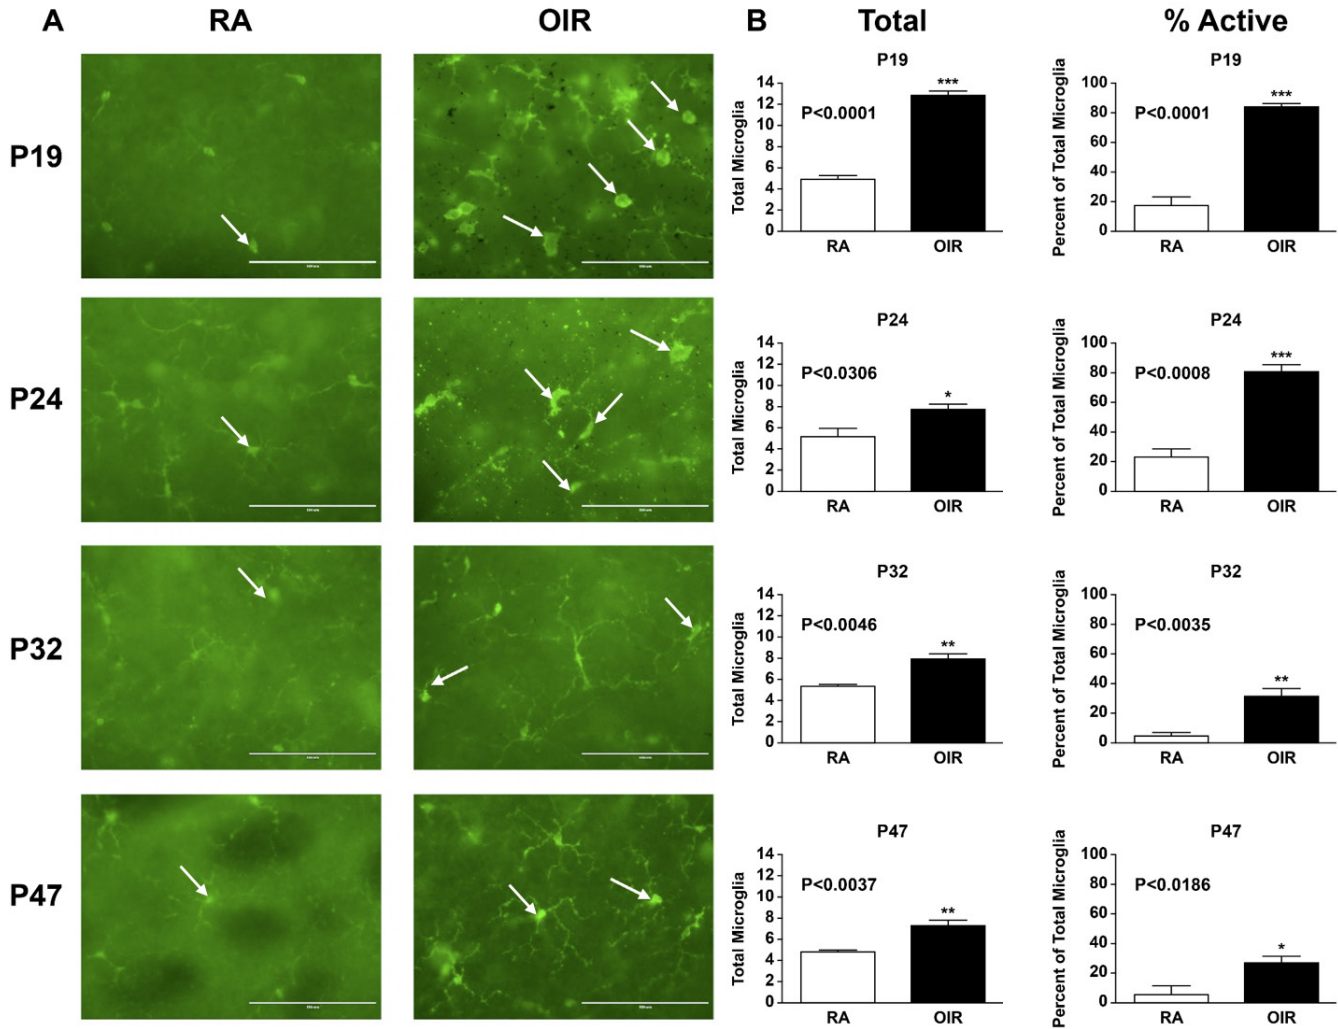 A RA OIR B Total % Active
P19
P24
P32
P47
P19
Total Microglia
14
12
10
8
6
4
2
0
P<0.0001
***
RA OIR
P19
Percent of Total Microglia
100
80
60
40
20
0
P<0.0001
***
RA OIR
P24
Total Microglia
14
12
10
8
6
4
2
0
P<0.0306
*
RA OIR
P24
Percent of Total Microglia
100
80
60
40
20
0
P<0.0008
***
RA OIR
P32
Total Microglia
14
12
10
8
6
4
2
0
P<0.0046
**
RA OIR
P32
Percent of Total Microglia
100
80
60
40
20
0
P<0.0035
**
RA OIR
P47
Total Microglia
14
12
10
8
6
4
2
0
P<0.0037
**
RA OIR
P47
Percent of Total Microglia
100
80
60
40
20
0
P<0.0186
*
RA OIR